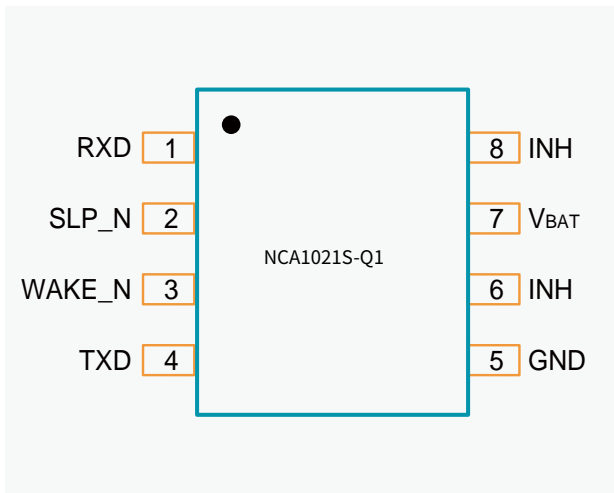 RXD 1 8 INH
SLP_N 2 7 VBAT
NCA1021S-Q1
WAKE_N 3 6 INH
TXD 4 5 GND